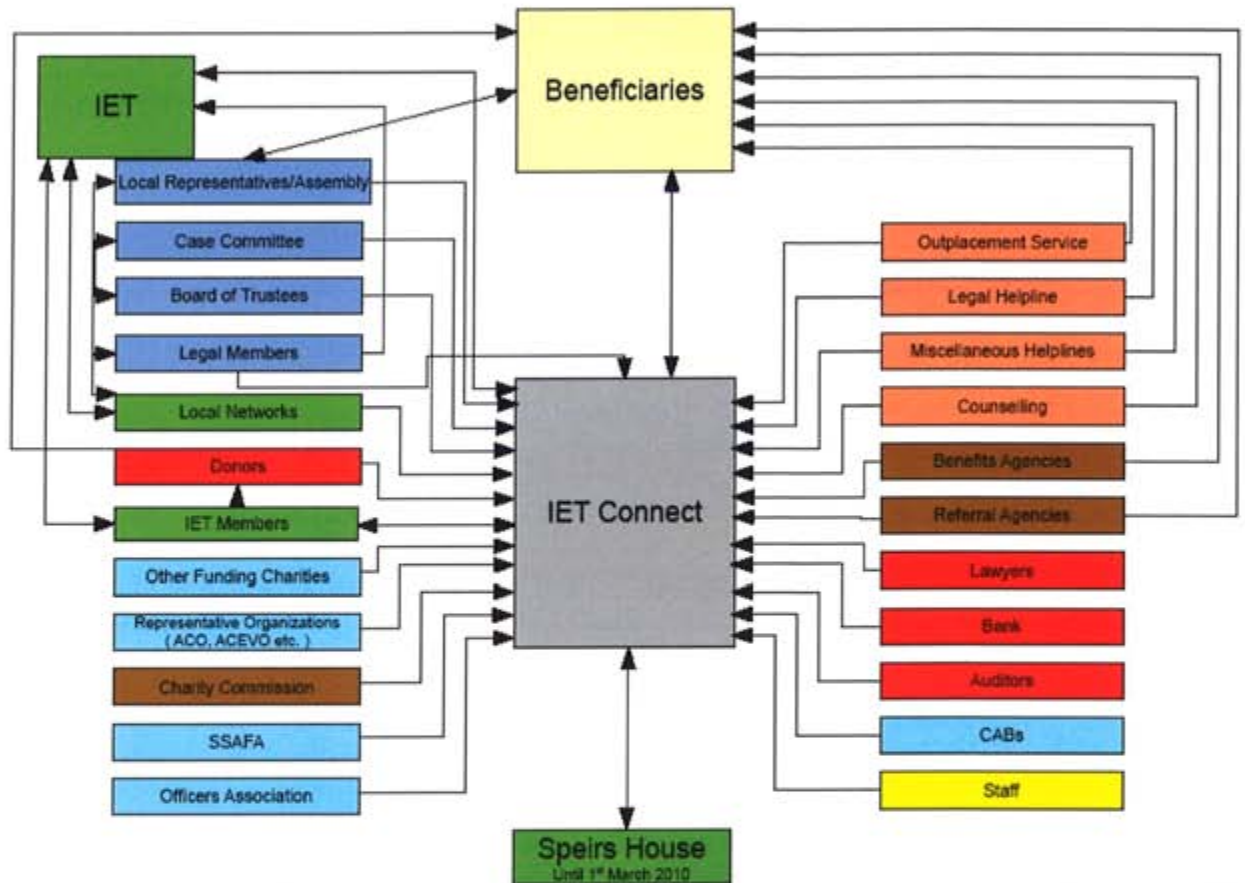 IET
Beneficiaries
Local Representatives/Assembly
Case Committee
Board of Trustees
Legal Members
Local Networks
Donors
IET Members
Other Funding Charities
Representative Organizations
( ACO, ACEVO etc. )
Charity Commission
SSAFA
Officers Association
IET Connect
Speirs House
Until 1st March 2010
Outplacement Service
Legal Helpline
Miscellaneous Helplines
Counselling
Benefits Agencies
Referral Agencies
Lawyers
Bank
Auditors
CABs
Staff